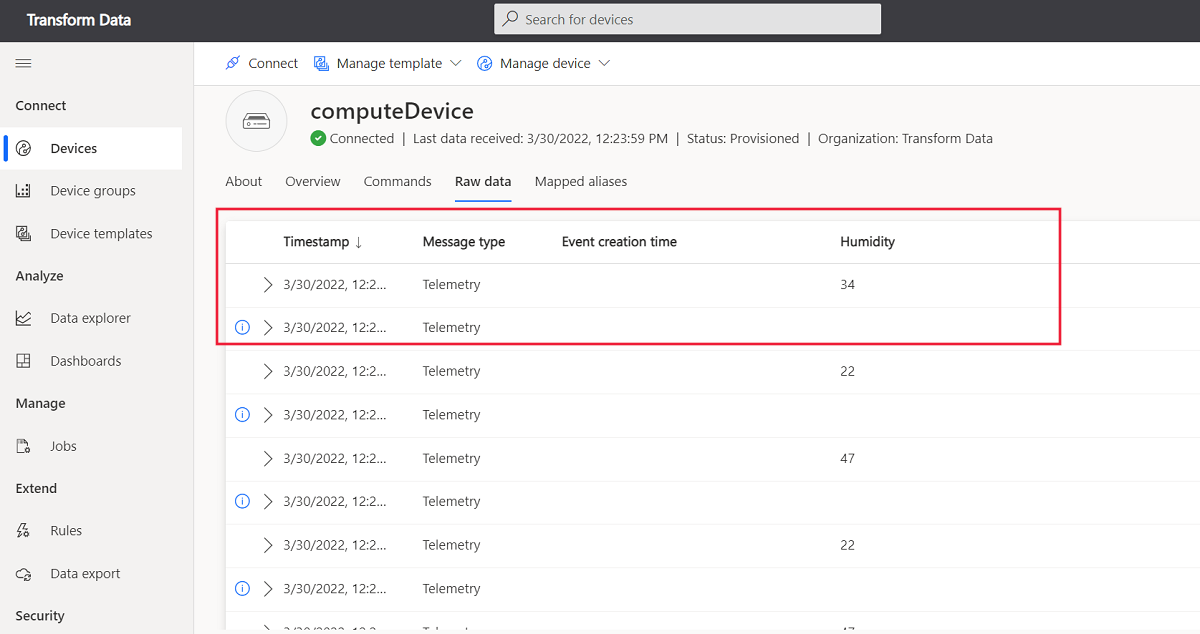 Transform Data
Search for devices
Connect
Devices
Device groups
Device templates
Analyze
Data explorer
Dashboards
Manage
Jobs
Extend
Rules
Data export
Security
Connect Manage template Manage device
computeDevice
Connected | Last data received: 3/30/2022, 12:23:59 PM | Status: Provisioned | Organization: Transform Data
About Overview Commands Raw data Mapped aliases
Timestamp ↓ Message type Event creation time Humidity
3/30/2022, 12:2... Telemetry 34
3/30/2022, 12:2... Telemetry
3/30/2022, 12:2... Telemetry 22
3/30/2022, 12:2... Telemetry
3/30/2022, 12:2... Telemetry 47
3/30/2022, 12:2... Telemetry
3/30/2022, 12:2... Telemetry 22
3/30/2022, 12:2... Telemetry